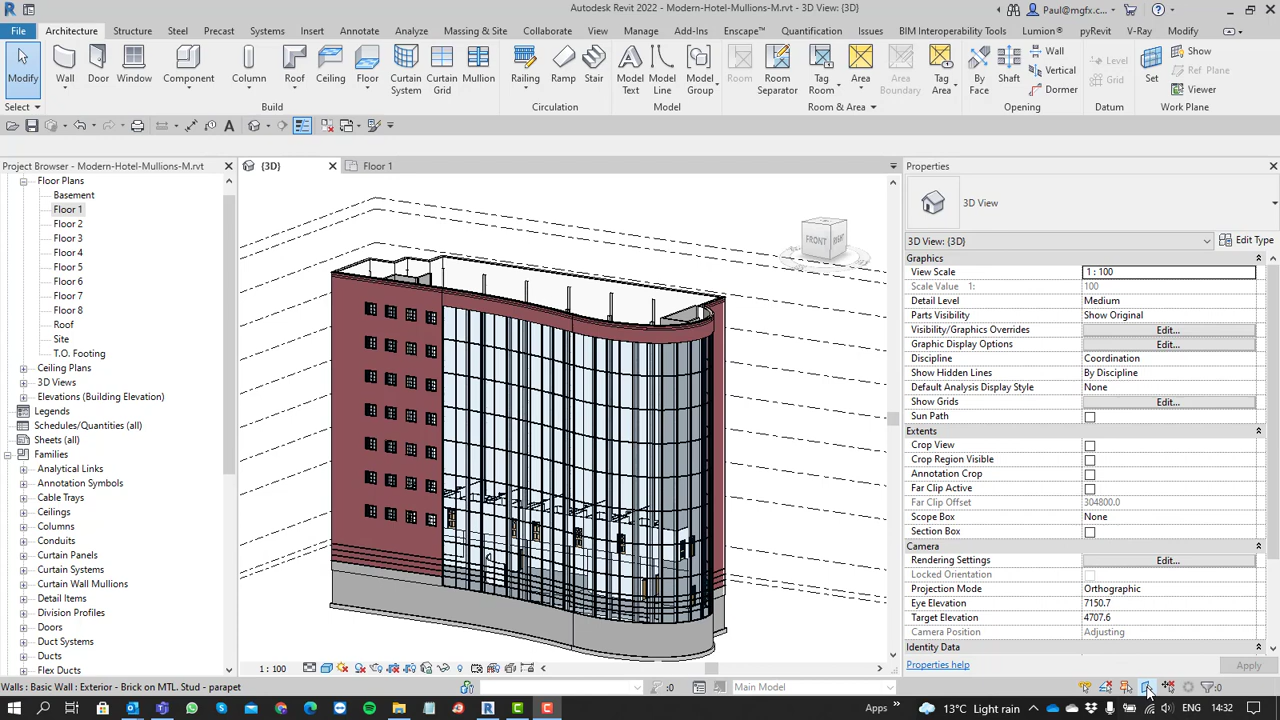 Autodesk Revit 2022 - Modern-Hotel-Mullions-M.rvt - 3D View: {3D}
Paul@mgfx.c...
File Architecture Structure Steel Precast Systems Insert Annotate Analyze Massing & Site Collaborate View Manage Add-Ins Enscape™ Quantification Issues BIM Interoperability Tools Lumion® pyRevit V-Ray Modify
Modify Wall Door Window Component Column Roof Ceiling Floor Curtain System Curtain Grid Mullion Railing Ramp Stair Model Text Model Line Model Group Room Room Separator Tag Room Area Area Boundary Tag Area By Face Shaft Wall Vertical Dormer Level Grid Set Show Ref Plane Viewer
Select Build Circulation Model Room & Area Opening Datum Work Plane
Project Browser - Modern-Hotel-Mullions-M.rvt
{3D} Floor 1
Properties
Floor Plans
Basement
Floor 1
Floor 2
Floor 3
Floor 4
Floor 5
Floor 6
Floor 7
Floor 8
Roof
Site
T.O. Footing
Ceiling Plans
3D Views
Elevations (Building Elevation)
Legends
Schedules/Quantities (all)
Sheets (all)
Families
Analytical Links
Annotation Symbols
Cable Trays
Ceilings
Columns
Conduits
Curtain Panels
Curtain Systems
Curtain Wall Mullions
Detail Items
Division Profiles
Doors
Duct Systems
Ducts
Flex Ducts
FRONT RIGHT
3D View
3D View: {3D} Edit Type
Graphics
View Scale 1 : 100
Scale Value 1: 100
Detail Level Medium
Parts Visibility Show Original
Visibility/Graphics Overrides Edit...
Graphic Display Options Edit...
Discipline Coordination
Show Hidden Lines By Discipline
Default Analysis Display Style None
Show Grids Edit...
Sun Path
Extents
Crop View
Crop Region Visible
Annotation Crop
Far Clip Active
Far Clip Offset 304800.0
Scope Box None
Section Box
Camera
Rendering Settings Edit...
Locked Orientation
Projection Mode Orthographic
Eye Elevation 7150.7
Target Elevation 4707.6
Camera Position Adjusting
Identity Data
Properties help Apply
1 : 100
Walls : Basic Wall : Exterior - Brick on MTL. Stud - parapet
:0 Main Model :0
Apps 13°C Light rain ENG 14:32